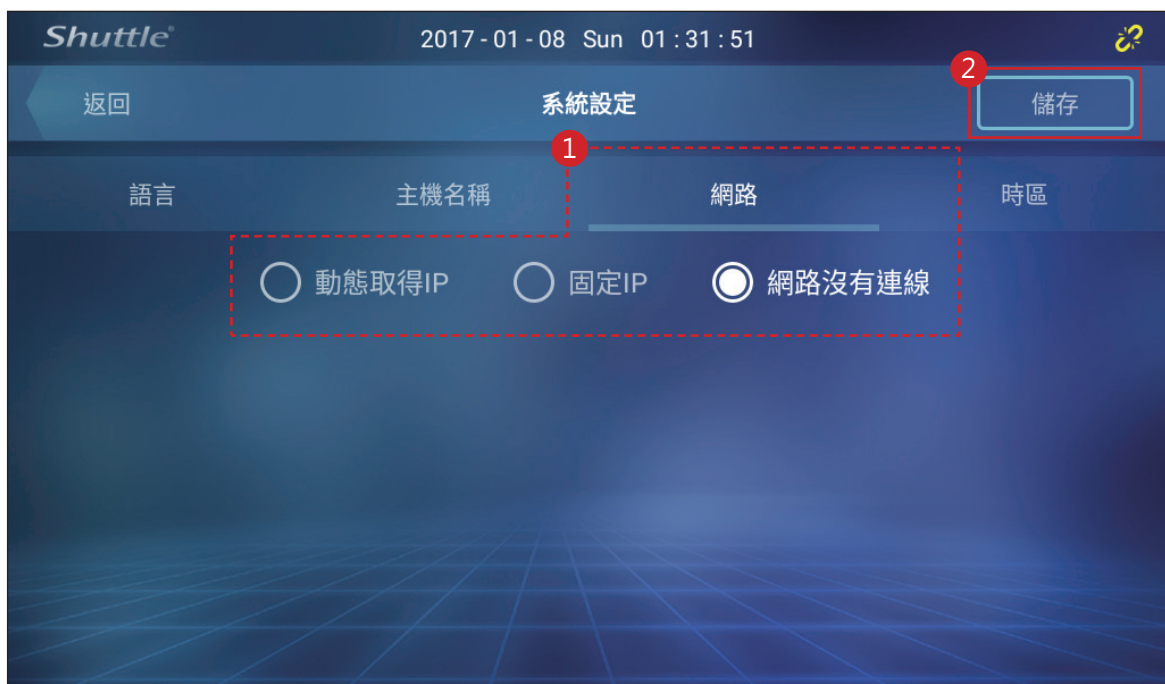 Shuttle® 2017-01-08 Sun 01:31:51
2
返回 系統設定 儲存
1
語言 主機名稱 網路 時區
動態取得IP 固定IP 網路沒有連線